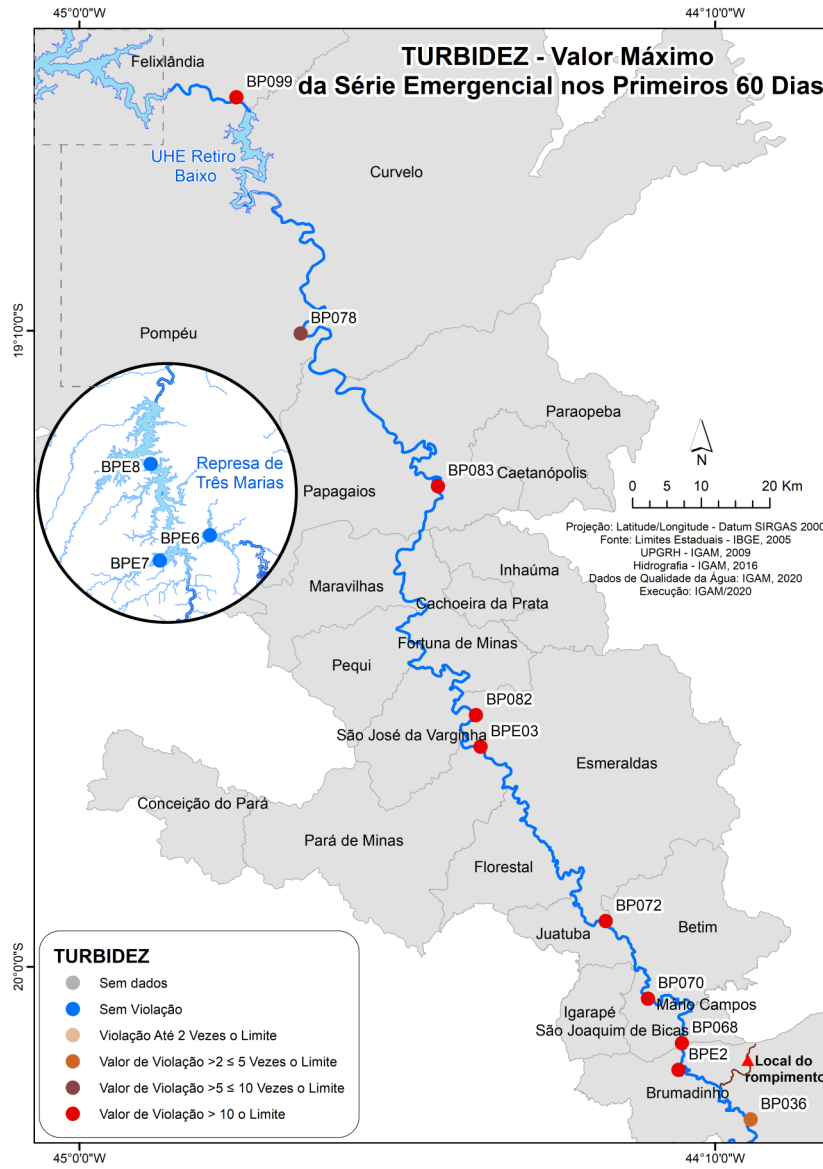 45°0'0"W
44°10'0"W
TURBIDEZ - Valor Máximo
da Série Emergencial nos Primeiros 60 Dias
Felixlândia
BP099
UHE Retiro
Baixo
Curvelo
BP078
19°10'0"S
Pompéu
Paraopeba
BPE8
Represa de
Três Marias
BP083
Caetanópolis
N
Papagaios
0 5 10 20 Km
BPE6
BPE7
Projeção: Latitude/Longitude - Datum SIRGAS 2000
Fonte: Limites Estaduais - IBGE, 2005
UPGRH - IGAM, 2009
Hidrografia - IGAM, 2016
Dados de Qualidade da Água: IGAM, 2020
Execução: IGAM/2020
Inhaúma
Maravilhas
Cachoeira da Prata
Fortuna de Minas
Pequi
BP082
São José da Varginha
BPE03
Esmeraldas
Conceição do Pará
Pará de Minas
Florestal
BP072
Juatuba
Betim
20°0'0"S
BP070
Mário Campos
Igarapé
São Joaquim de Bicas
BP068
BPE2
Local do
rompimento
Brumadinho
BP036
TURBIDEZ
Sem dados
Sem Violação
Violação Até 2 Vezes o Limite
Valor de Violação >2 ≤ 5 Vezes o Limite
Valor de Violação >5 ≤ 10 Vezes o Limite
Valor de Violação > 10 o Limite
45°0'0"W
44°10'0"W